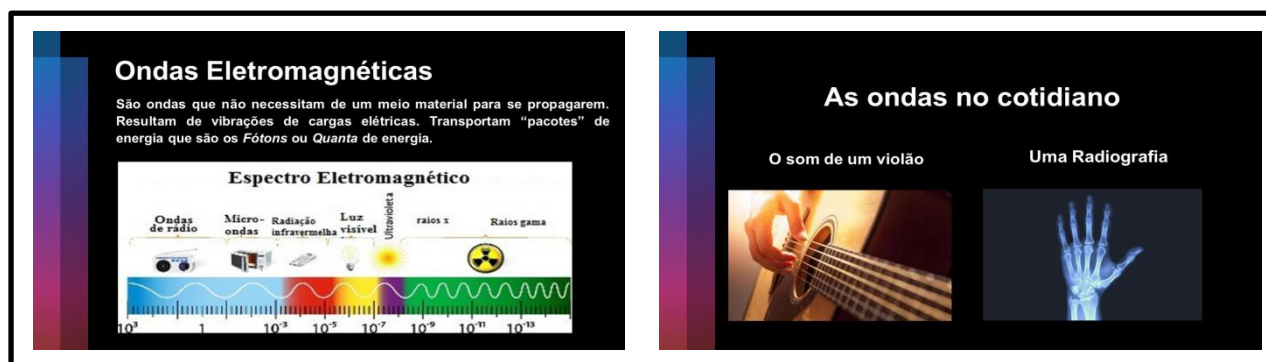 Ondas Eletromagnéticas
São ondas que não necessitam de um meio material para se propagarem.
Resultam de vibrações de cargas elétricas. Transportam “pacotes” de
energia que são os Fótons ou Quanta de energia.
Espectro Eletromagnético
Ondas
de rádio
Micro-
ondas
Radiação
infravermelha
Luz
visível
Ultravioleta
raios x
Raios gama
10³ 1 10⁻³ 10⁻⁵ 10⁻⁷ 10⁻⁹ 10⁻¹¹ 10⁻¹³
As ondas no cotidiano
O som de um violão
Uma Radiografia